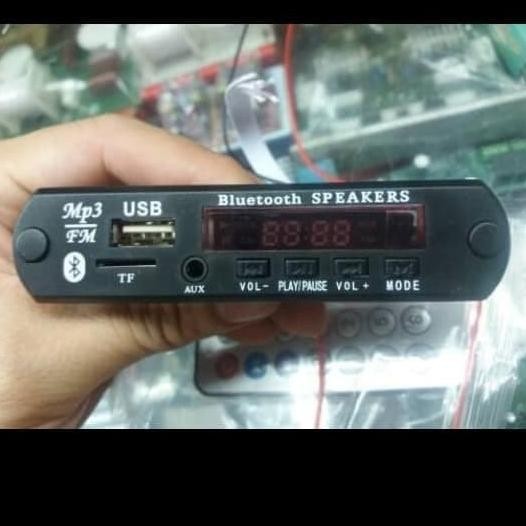 Bluetooth SPEAKERS
Mp3
FM
USB
88:88
TF
AUX
VOL-
PLAY/PAUSE
VOL +
MODE